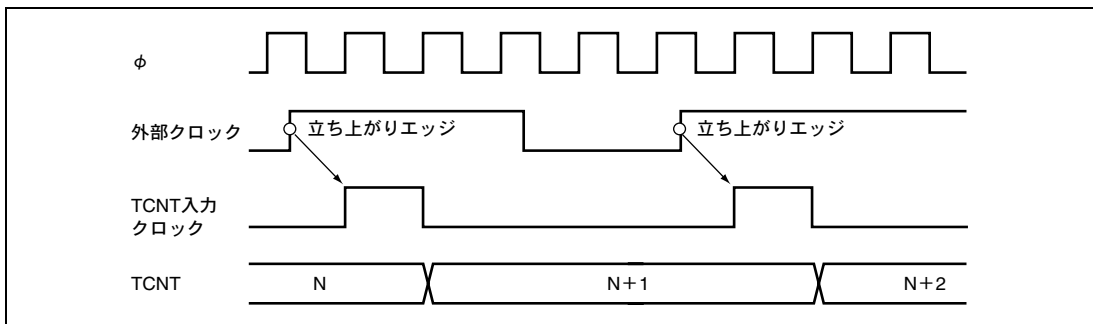 φ
外部クロック
立ち上がりエッジ
立ち上がりエッジ
TCNT入力
クロック
TCNT
N
N+1
N+2